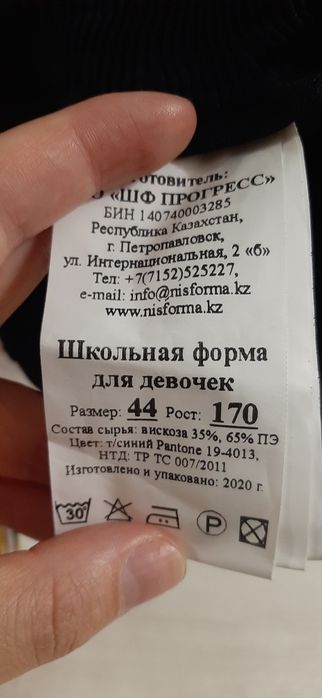 отовитель:
О «ШФ ПРОГРЕСС»
БИН 140740003285
Республика Казахстан,
г. Петропавловск,
ул. Интернациональная, 2 «б»
Тел: +7(7152)525227,
e-mail: info@nisforma.kz
www.nisforma.kz
Школьная форма
для девочек
Размер: 44 Рост: 170
Состав сырья: вискоза 35%, 65% ПЭ
Цвет: т/синий Pantone 19-4013,
НТД: ТР ТС 007/2011
Изготовлено и упаковано: 2020 г.
30° P